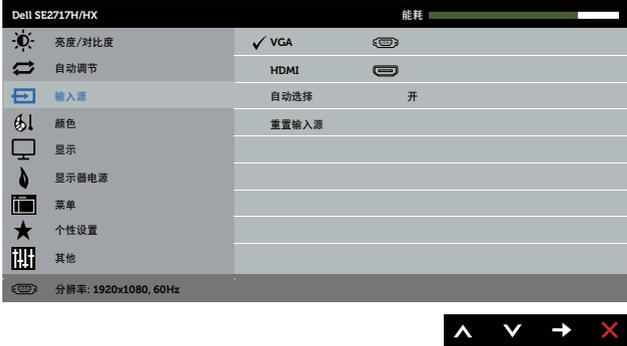 Dell SE2717H/HX 能耗
亮度/对比度 VGA
自动调节 HDMI
输入源 自动选择 开
颜色 重置输入源
显示
显示器电源
菜单
个性设置
其他
分辨率: 1920x1080, 60Hz